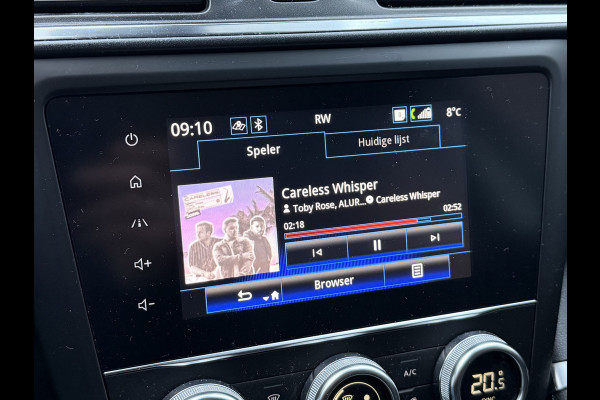 09:10 RW 8°c
Speler Huidige lijst
CARELESS
Careless Whisper
Toby Rose, ALUR... Careless Whisper
02:18 02:52
Browser
A/C
20.5